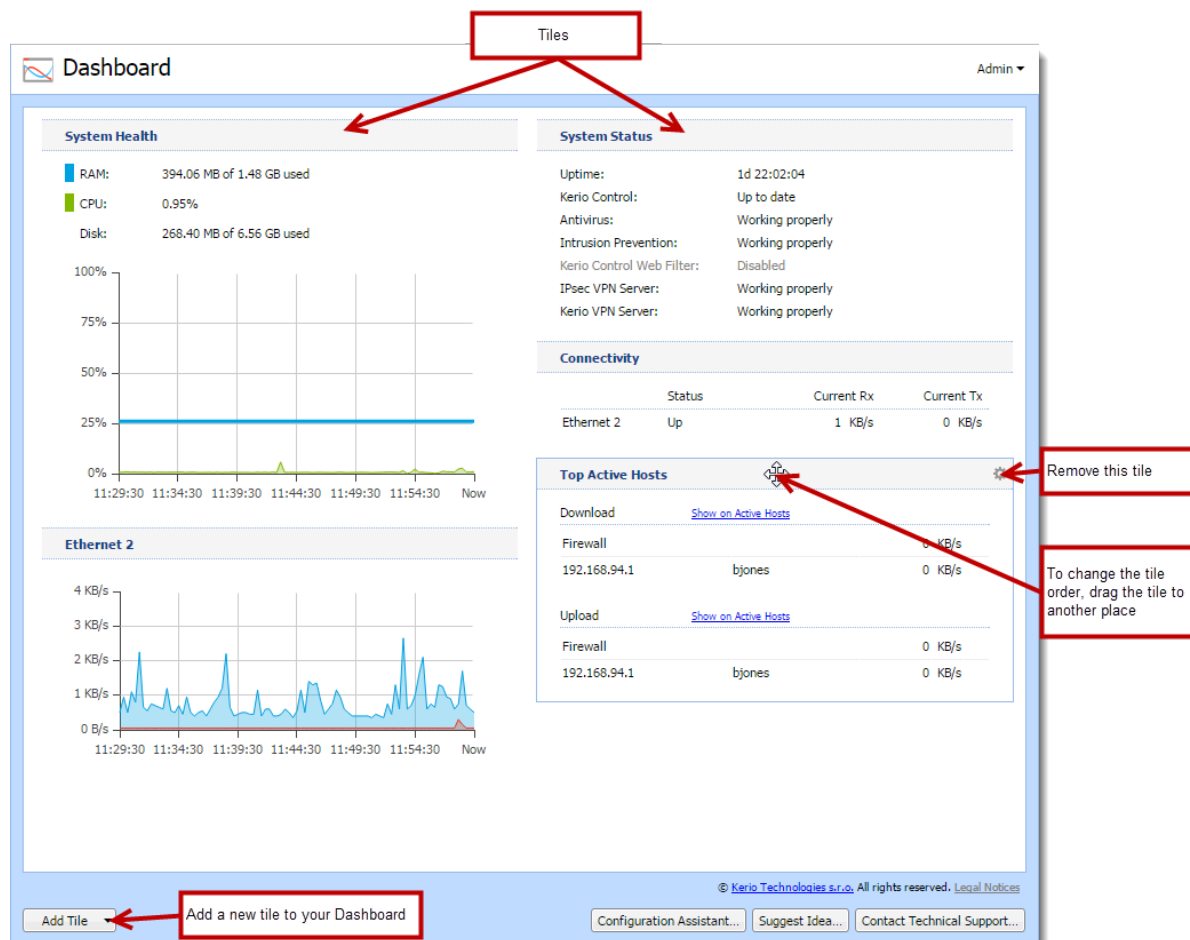 Tiles
Dashboard
Admin
System Health
RAM: 394.06 MB of 1.48 GB used
CPU: 0.95%
Disk: 268.40 MB of 6.56 GB used
100%
75%
50%
25%
0%
11:29:30 11:34:30 11:39:30 11:44:30 11:49:30 11:54:30 Now
Ethernet 2
4 KB/s
3 KB/s
2 KB/s
1 KB/s
0 B/s
11:29:30 11:34:30 11:39:30 11:44:30 11:49:30 11:54:30 Now
System Status
Uptime: 1d 22:02:04
Kerio Control: Up to date
Antivirus: Working properly
Intrusion Prevention: Working properly
Kerio Control Web Filter: Disabled
IPsec VPN Server: Working properly
Kerio VPN Server: Working properly
Connectivity
Status Current Rx Current Tx
Ethernet 2 Up 1 KB/s 0 KB/s
Top Active Hosts
Remove this tile
Download Show on Active Hosts
Firewall 0 KB/s
192.168.94.1 bjones 0 KB/s
To change the tile
order, drag the tile to
another place
Upload Show on Active Hosts
Firewall 0 KB/s
192.168.94.1 bjones 0 KB/s
© Kerio Technologies s.r.o. All rights reserved. Legal Notices
Add Tile
Add a new tile to your Dashboard
Configuration Assistant... Suggest Idea... Contact Technical Support...